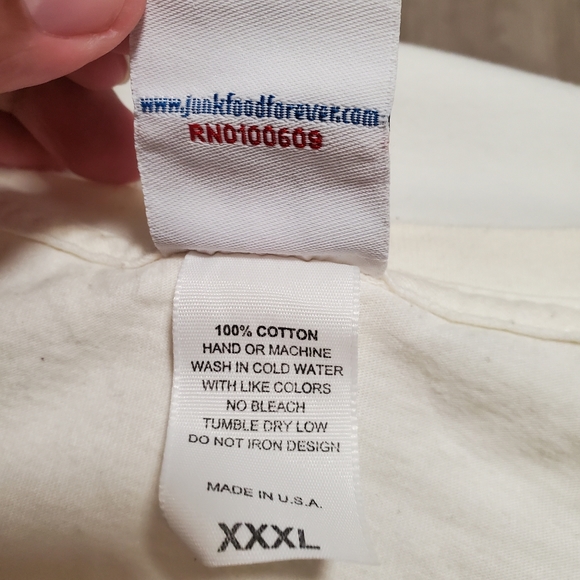 www.junkfoodforever.com
RN0100609
100% COTTON
HAND OR MACHINE
WASH IN COLD WATER
WITH LIKE COLORS
NO BLEACH
TUMBLE DRY LOW
DO NOT IRON DESIGN
MADE IN U.S.A.
XXXL